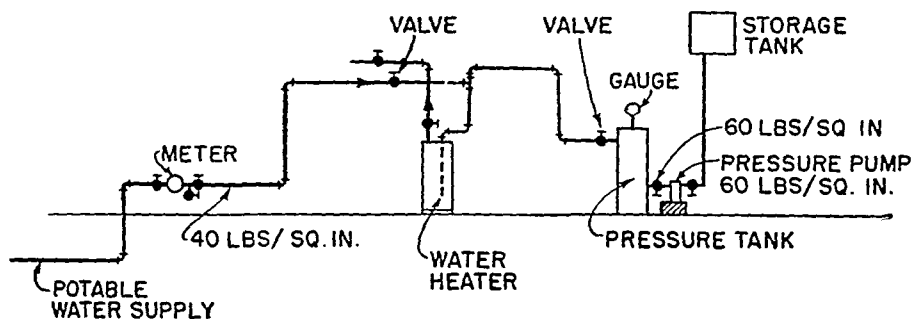 VALVE
VALVE
STORAGE
TANK
GAUGE
60 LBS/SQ IN
METER
PRESSURE PUMP
60 LBS/SQ. IN.
40 LBS/SQ. IN.
WATER
HEATER
PRESSURE TANK
POTABLE
WATER SUPPLY